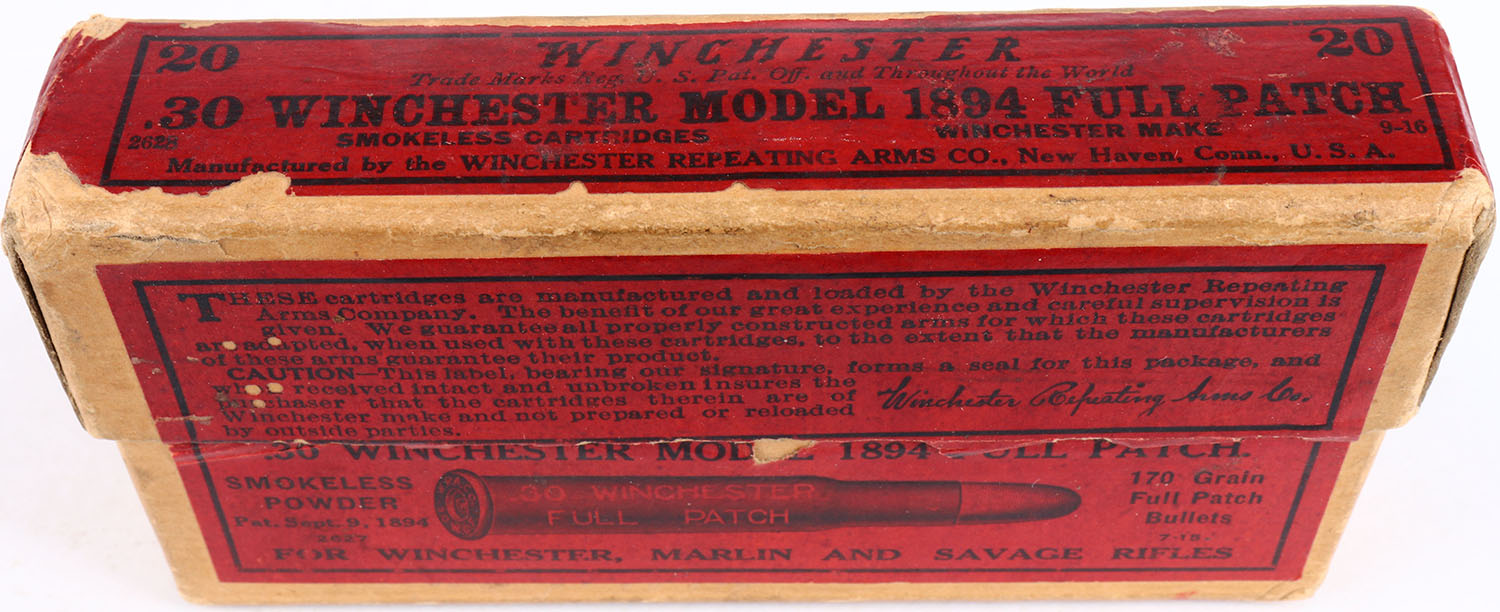 20 WINCHESTER 20
Trade Marks Reg. U. S. Pat. Off. and Throughout the World
.30 WINCHESTER MODEL 1894 FULL PATCH
2628 SMOKELESS CARTRIDGES WINCHESTER MAKE 9-16
Manufactured by the WINCHESTER REPEATING ARMS CO., New Haven, Conn., U. S. A.
THESE cartridges are manufactured and loaded by the Winchester Repeating
Arms Company. The benefit of our great experience and careful supervision is
given. We guarantee all properly constructed arms for which these cartridges
are adapted, when used with these cartridges, to the extent that the manufacturers
of these arms guarantee their product.
CAUTION—This label, bearing our signature, forms a seal for this package, and
when received intact and unbroken insures the
purchaser that the cartridges therein are of
Winchester make and not prepared or reloaded
by outside parties.
Winchester Repeating Arms Co.
.30 WINCHESTER MODEL 1894 FULL PATCH.
SMOKELESS
POWDER
Pat. Sept. 9, 1894
2627
.30 WINCHESTER
FULL PATCH
170 Grain
Full Patch
Bullets
7-15
FOR WINCHESTER, MARLIN AND SAVAGE RIFLES